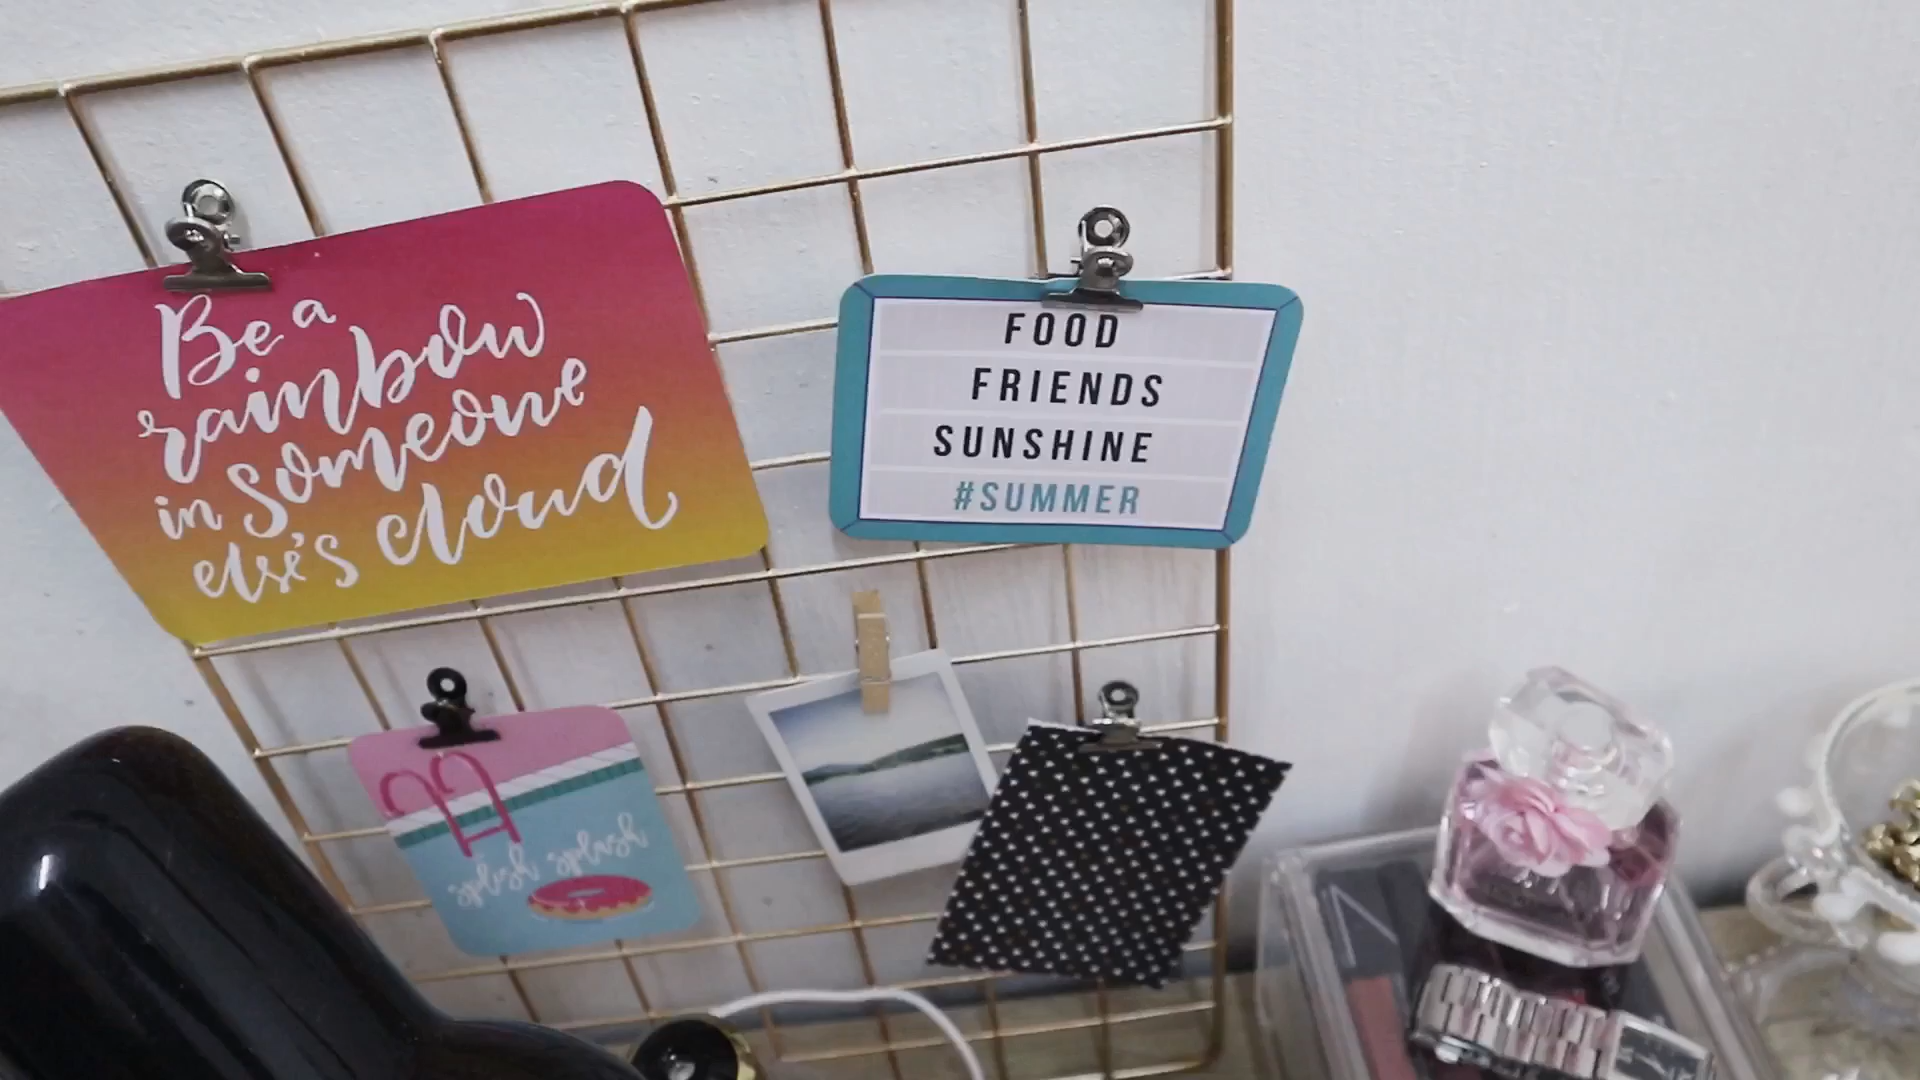 Be a
rainbow
in someone
else's cloud
FOOD
FRIENDS
SUNSHINE
#SUMMER
splish splash